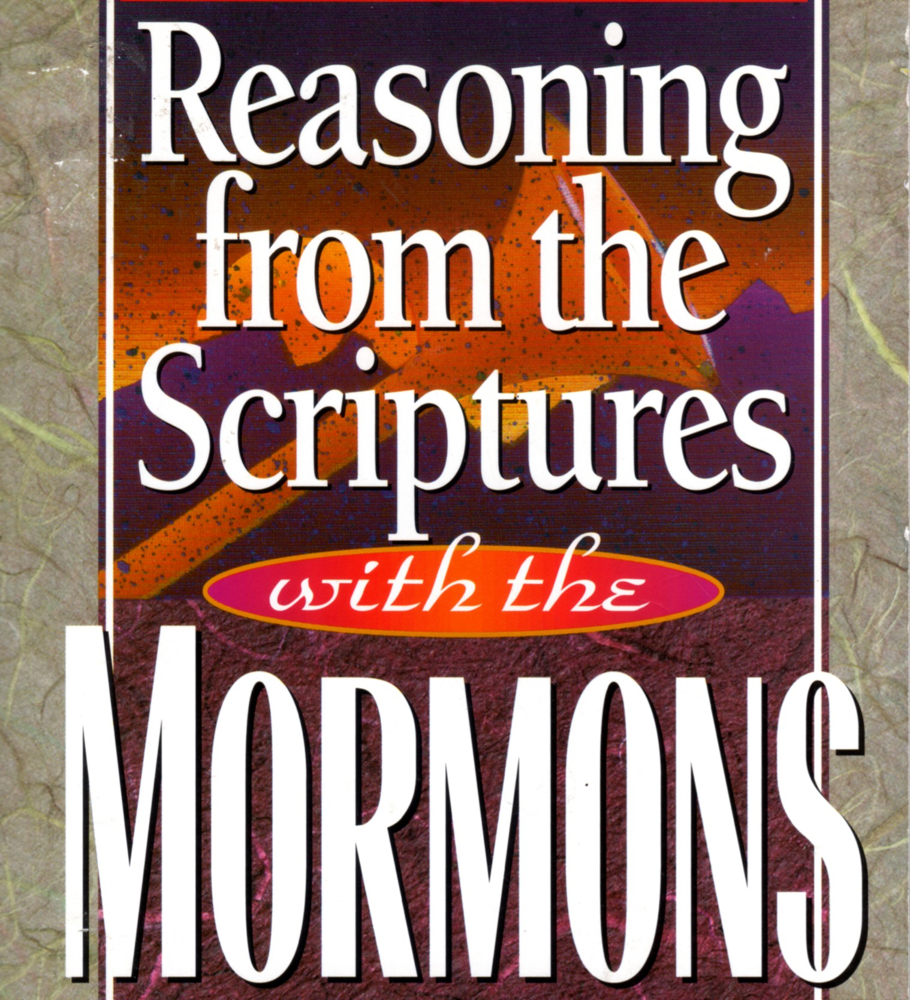 Reasoning
from the
Scriptures
with the
MORMONS